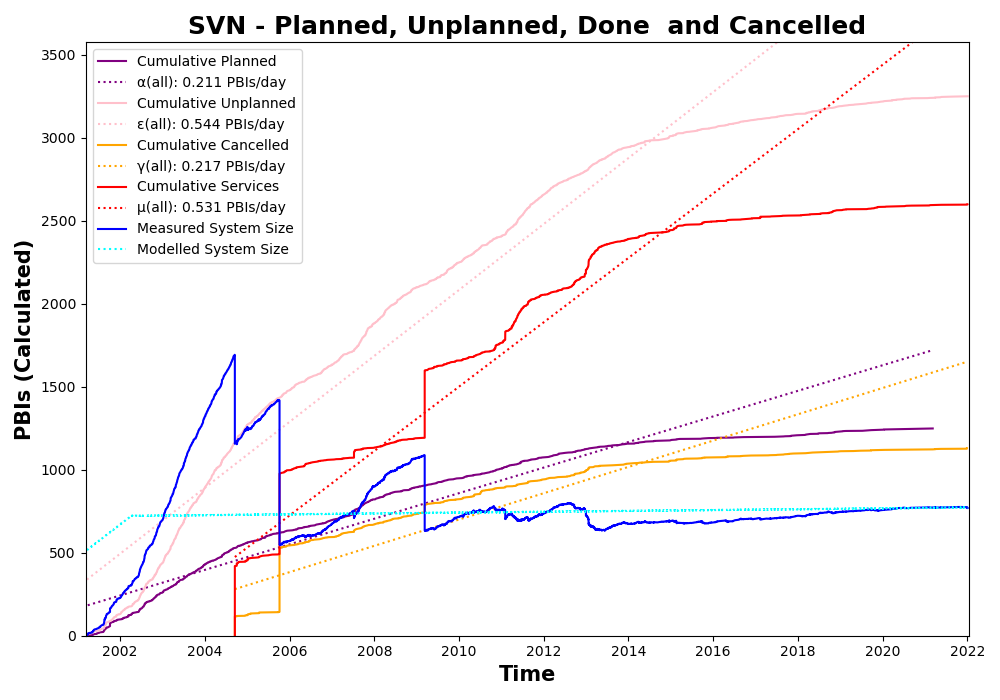 SVN - Planned, Unplanned, Done  and Cancelled
PBIs (Calculated)
3500
3000
2500
2000
1500
1000
500
0
Cumulative Planned
α(all): 0.211 PBIs/day
Cumulative Unplanned
ε(all): 0.544 PBIs/day
Cumulative Cancelled
γ(all): 0.217 PBIs/day
Cumulative Services
μ(all): 0.531 PBIs/day
Measured System Size
Modelled System Size
2002 2004 2006 2008 2010 2012 2014 2016 2018 2020 2022
Time